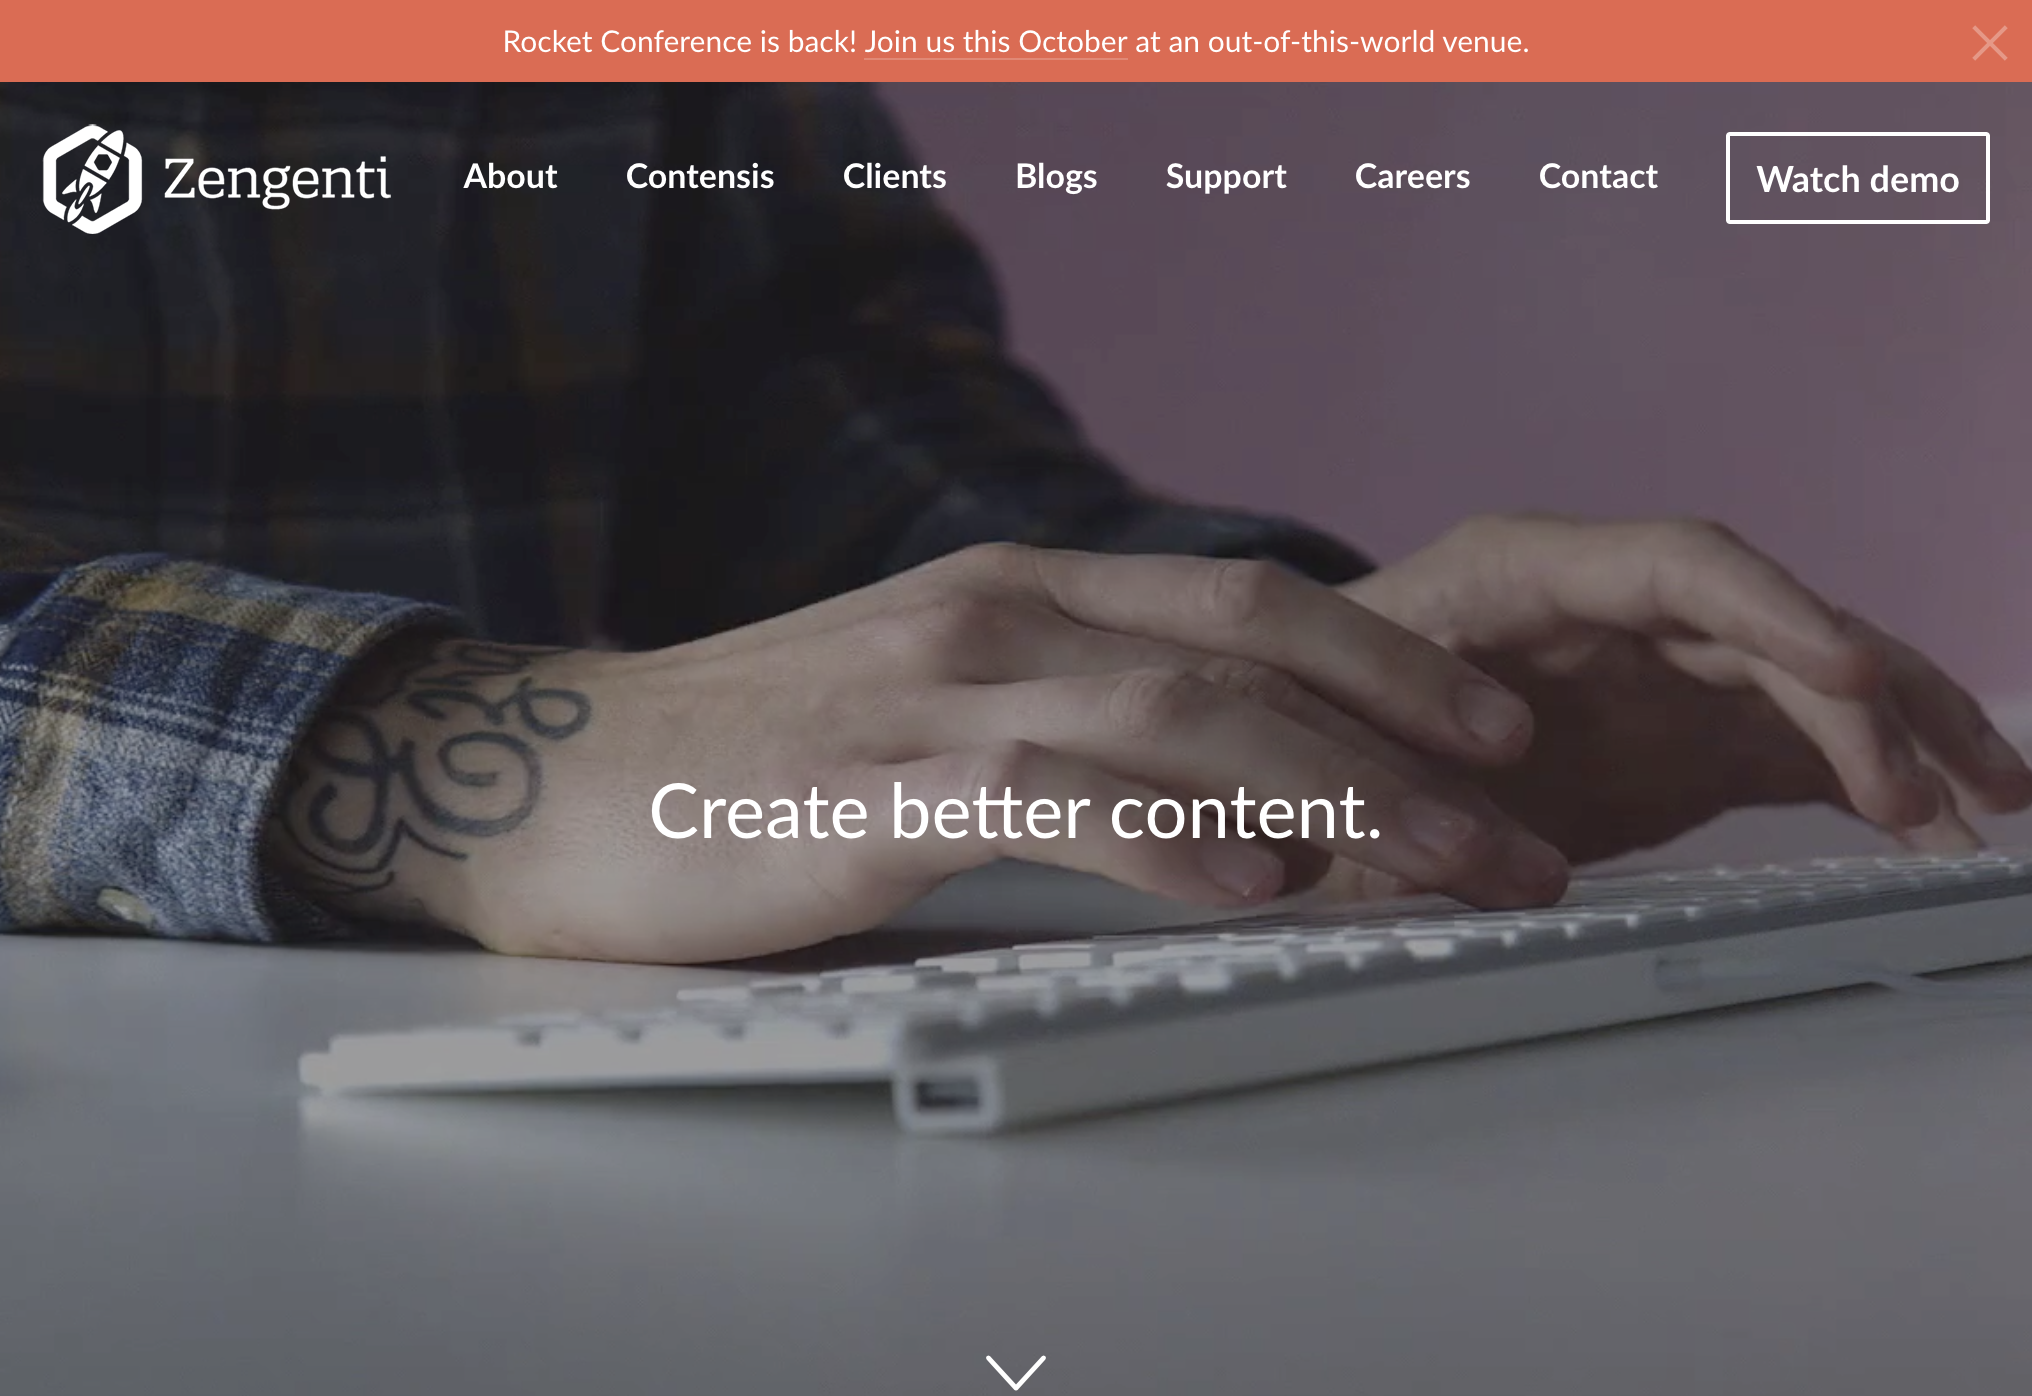 Rocket Conference is back! Join us this October at an out-of-this-world venue.
Zengenti
About
Contensis
Clients
Blogs
Support
Careers
Contact
Watch demo
Create better content.